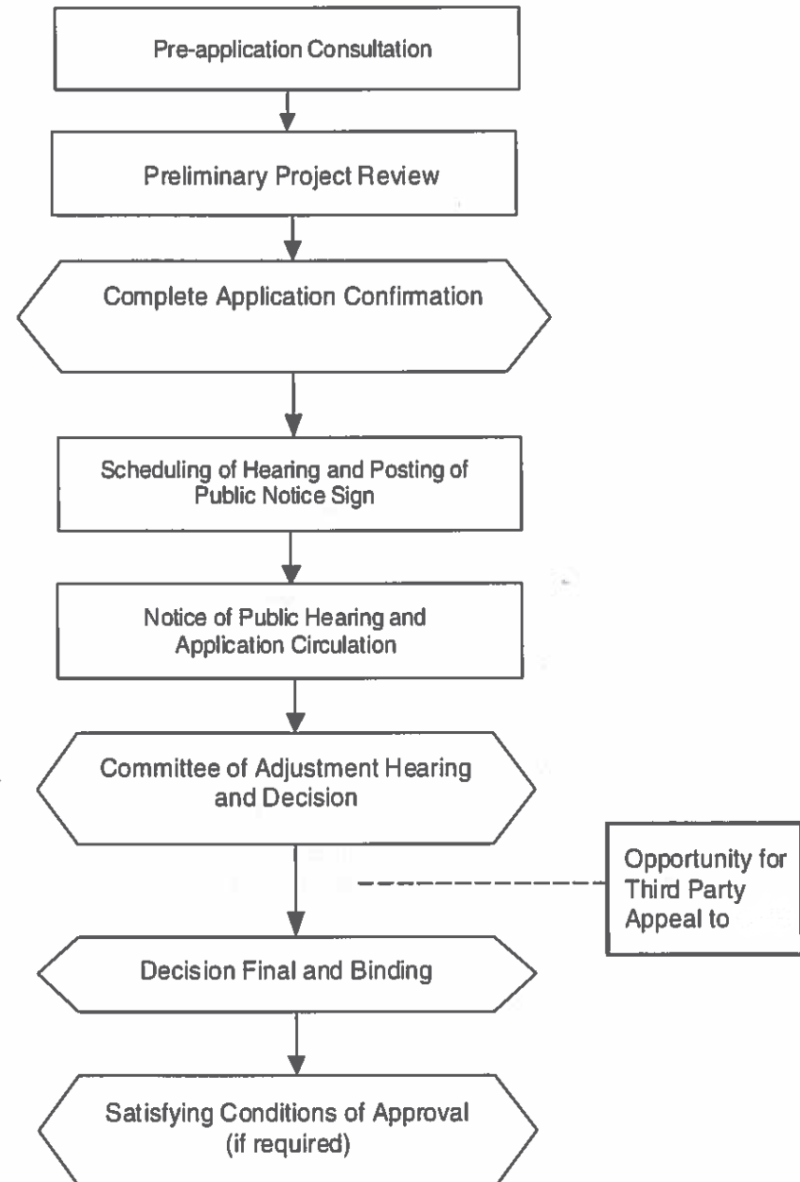 Pre-application Consultation
Preliminary Project Review
Complete Application Confirmation
Scheduling of Hearing and Posting of
Public Notice Sign
Notice of Public Hearing and
Application Circulation
Committee of Adjustment Hearing
and Decision
Opportunity for
Third Party
Appeal to
Decision Final and Binding
Satisfying Conditions of Approval
(if required)